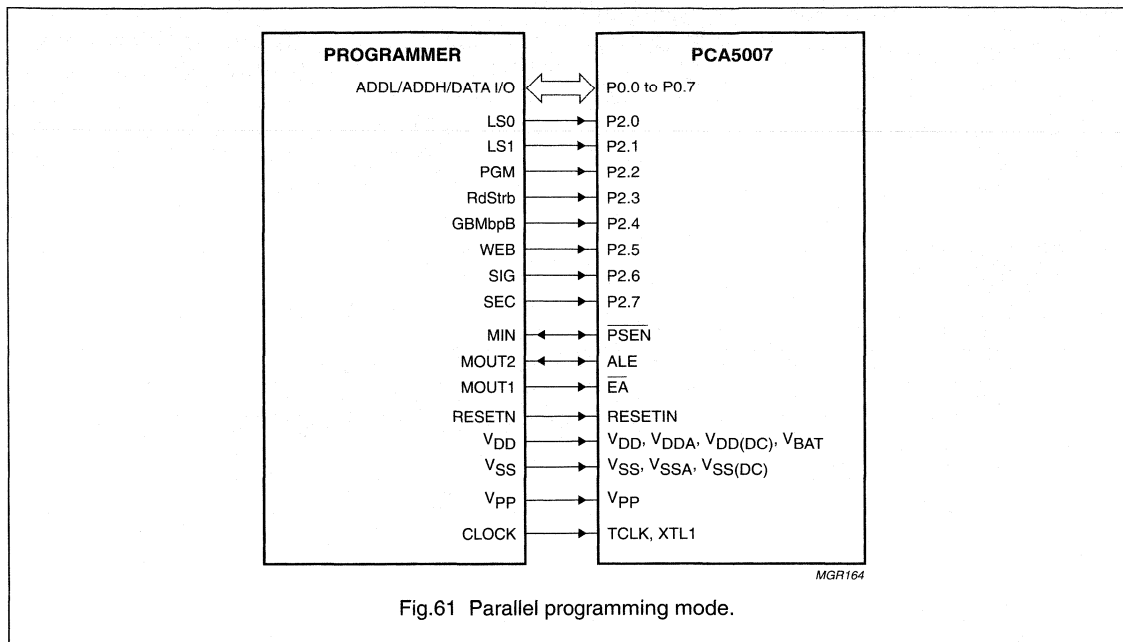 PROGRAMMER PCA5007
ADDL/ADDH/DATA I/O P0.0 to P0.7
LS0 P2.0
LS1 P2.1
PGM P2.2
RdStrb P2.3
GBMbpB P2.4
WEB P2.5
SIG P2.6
SEC P2.7
MIN P̅S̅E̅N̅
MOUT2 ALE
MOUT1 E̅A̅
RESETN RESETIN
VDD VDD, VDDA, VDD(DC), VBAT
VSS VSS, VSSA, VSS(DC)
VPP VPP
CLOCK TCLK, XTL1
MGR164
Fig.61 Parallel programming mode.